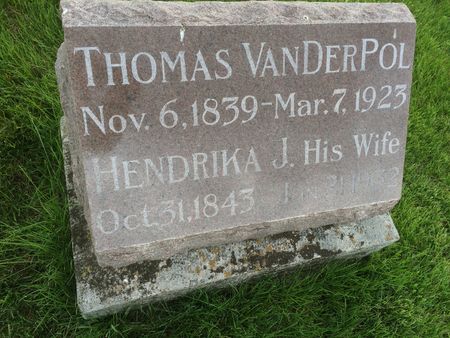 THOMAS VANDERPOL
Nov. 6, 1839 - Mar. 7, 1923
HENDRIKA J. His Wife
Oct. 31, 1843